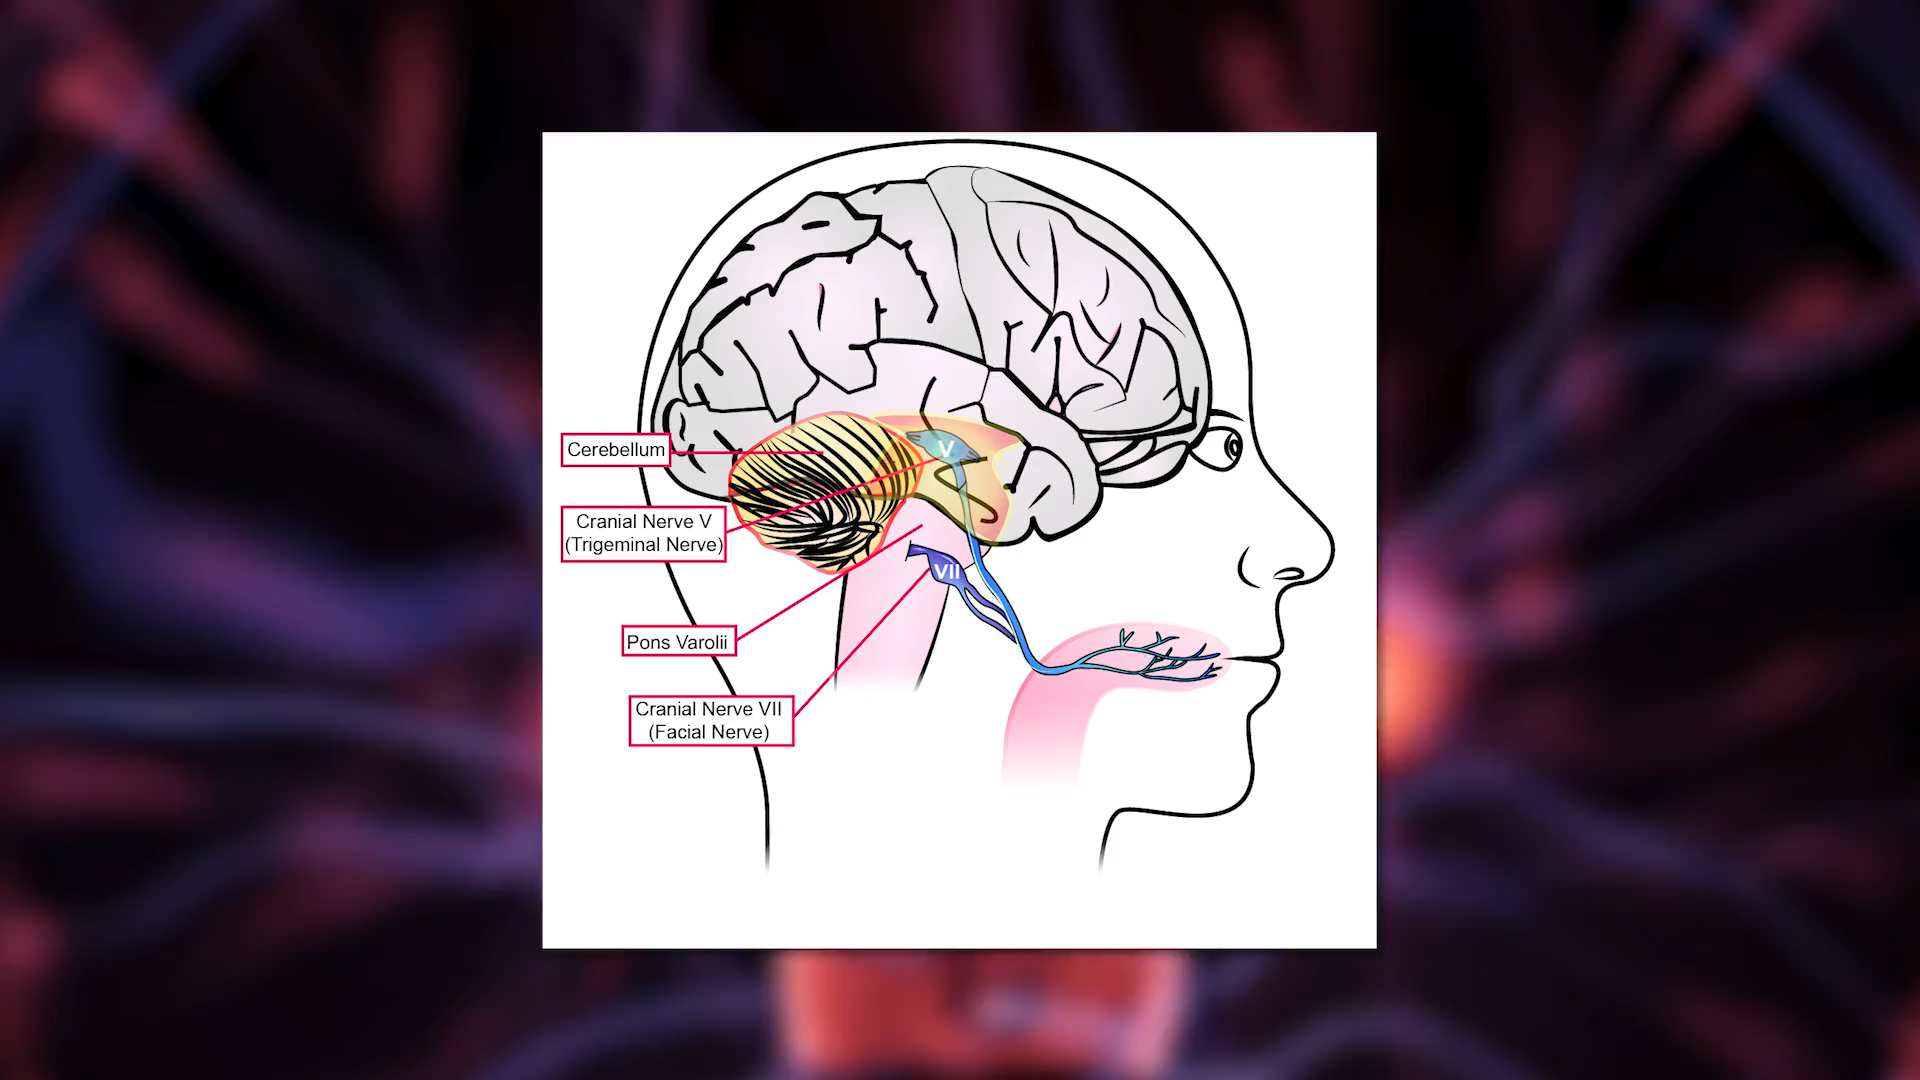 Cerebellum
V
Cranial Nerve V
(Trigeminal Nerve)
VII
Pons Varolii
Cranial Nerve VII
(Facial Nerve)